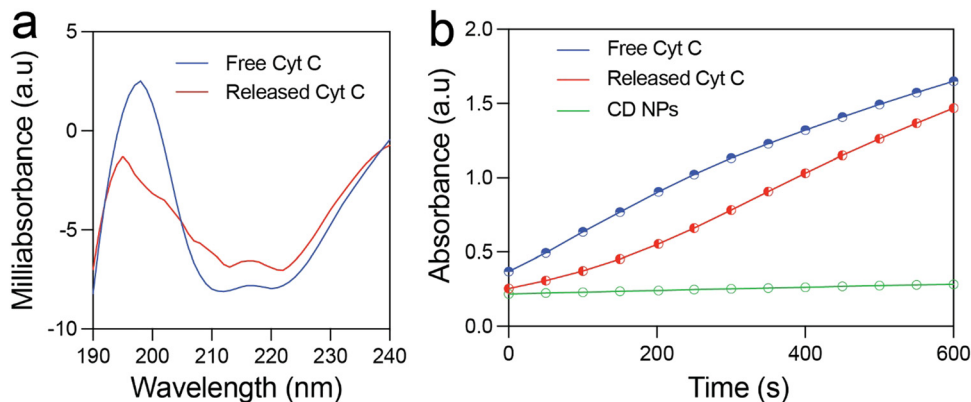 a
Milliabsorbance (a.u)
5
0
-5
-10
190 200 210 220 230 240
Wavelength (nm)
Free Cyt C
Released Cyt C
b
Absorbance (a.u)
2.0
1.5
1.0
0.5
0.0
0 200 400 600
Time (s)
Free Cyt C
Released Cyt C
CD NPs